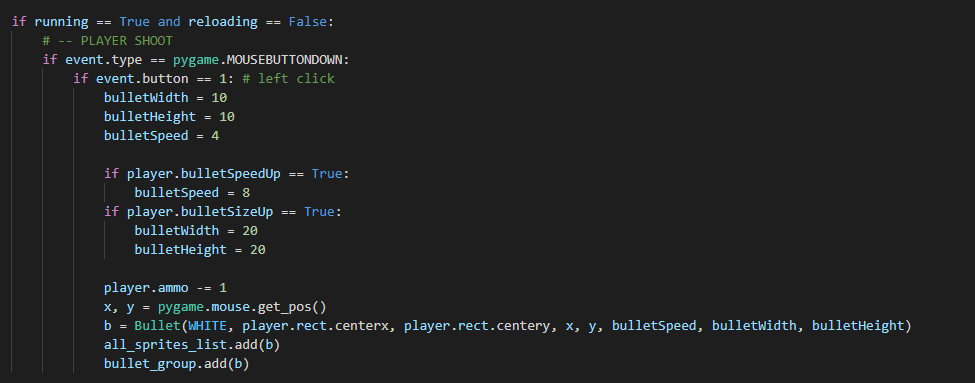 if running == True and reloading == False:
    # -- PLAYER SHOOT
    if event.type == pygame.MOUSEBUTTONDOWN:
        if event.button == 1: # left click
            bulletWidth = 10
            bulletHeight = 10
            bulletSpeed = 4

            if player.bulletSpeedUp == True:
                bulletSpeed = 8
            if player.bulletSizeUp == True:
                bulletWidth = 20
                bulletHeight = 20

            player.ammo -= 1
            x, y = pygame.mouse.get_pos()
            b = Bullet(WHITE, player.rect.centerx, player.rect.centery, x, y, bulletSpeed, bulletWidth, bulletHeight)
            all_sprites_list.add(b)
            bullet_group.add(b)